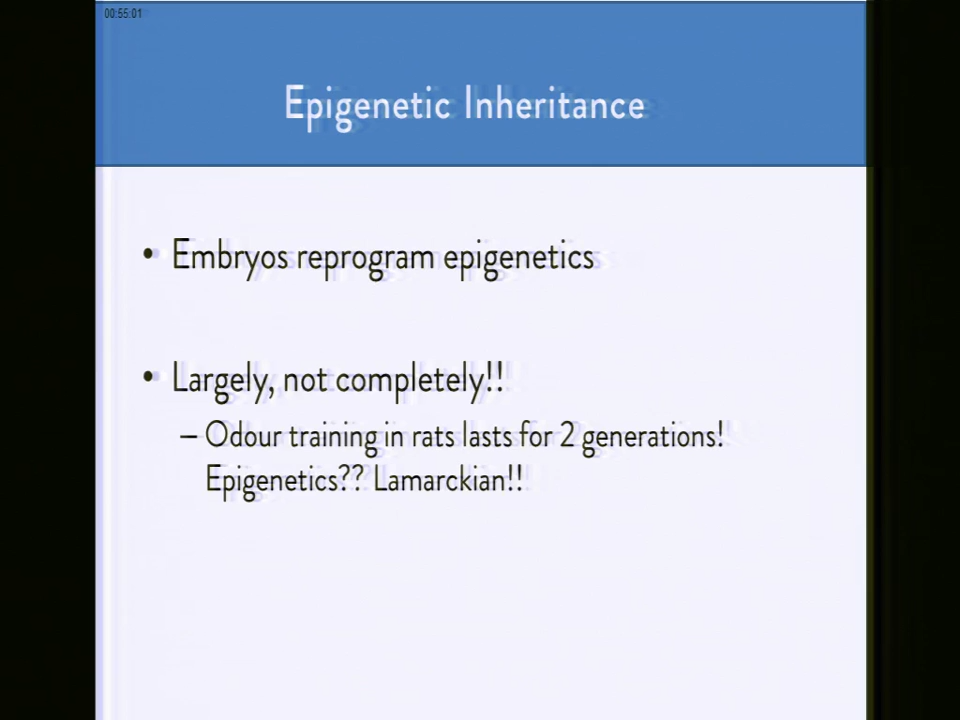 00:55:01
Epigenetic Inheritance
• Embryos reprogram epigenetics
• Largely, not completely!!
– Odour training in rats lasts for 2 generations!
Epigenetics?? Lamarckian!!